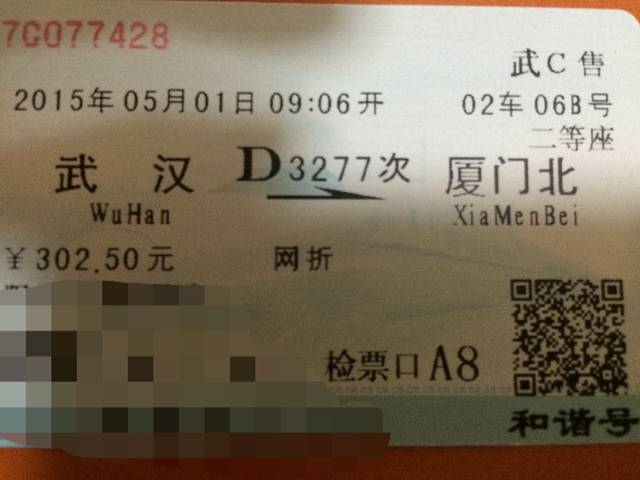 7C077428
武C售
2015年05月01日09:06开 02车06B号
二等座
武汉 D3277次 厦门北
WuHan XiaMenBei
￥302.50元 网折
检票口A8
和谐号